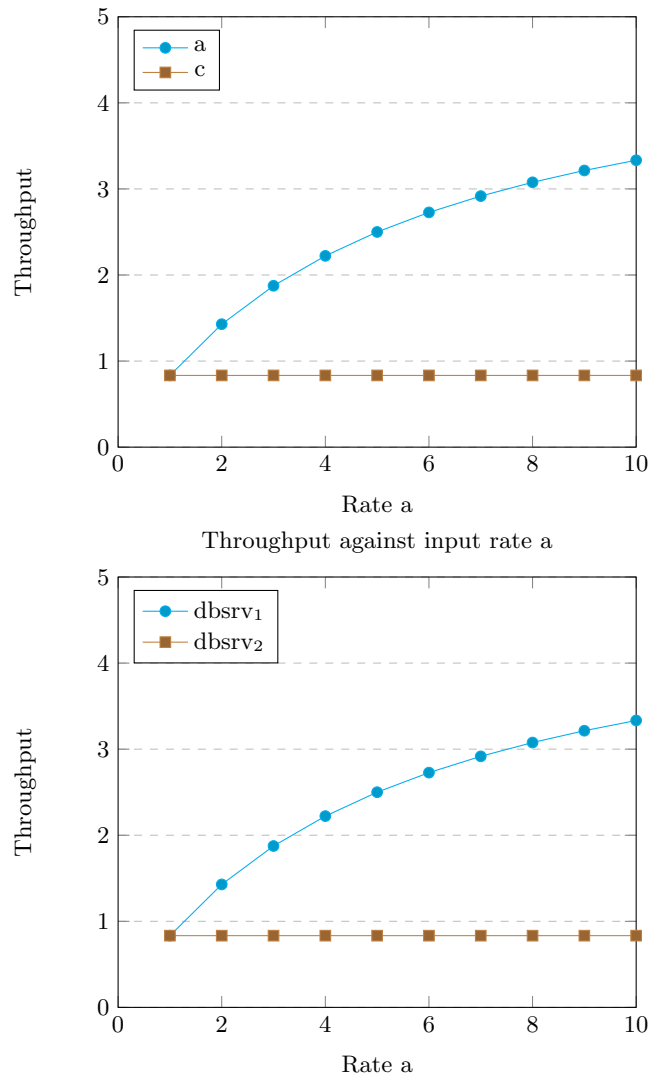 5
4
3
2
1
0
Throughput
a
c
0 2 4 6 8 10
Rate a
Throughput against input rate a
5
4
3
2
1
0
Throughput
dbsrv₁
dbsrv₂
0 2 4 6 8 10
Rate a